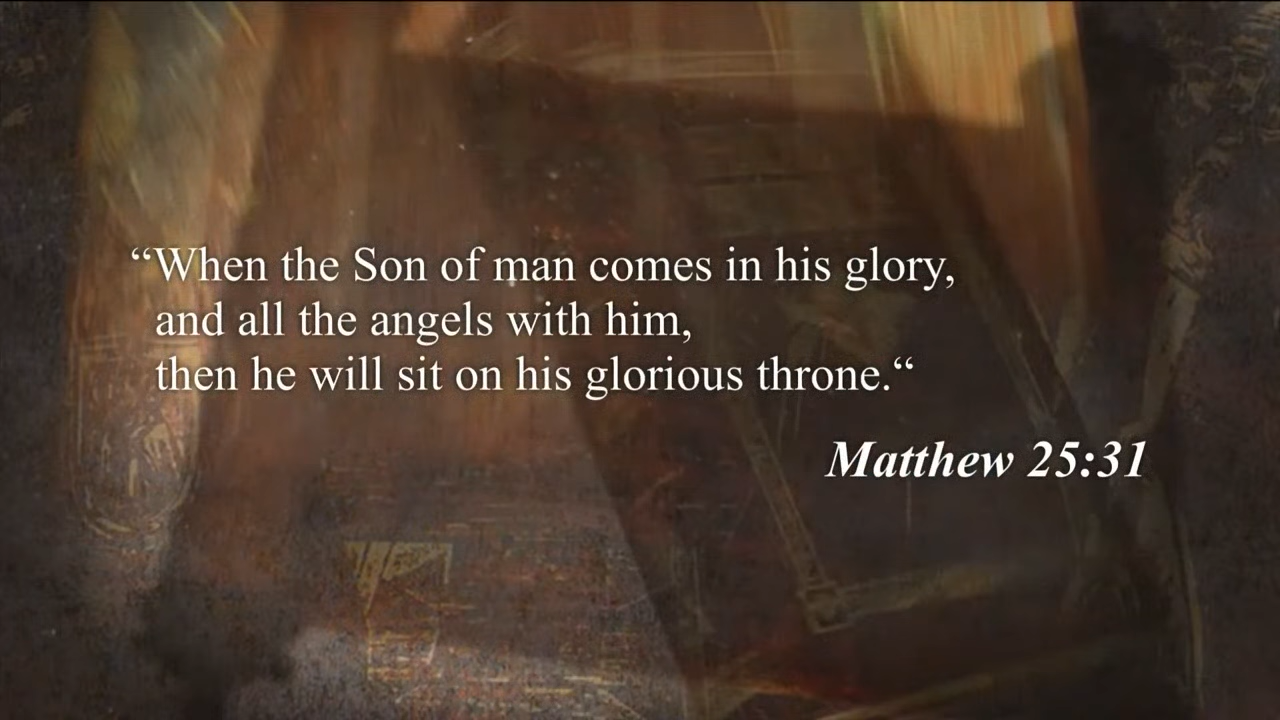 “When the Son of man comes in his glory,
and all the angels with him,
then he will sit on his glorious throne.“
Matthew 25:31